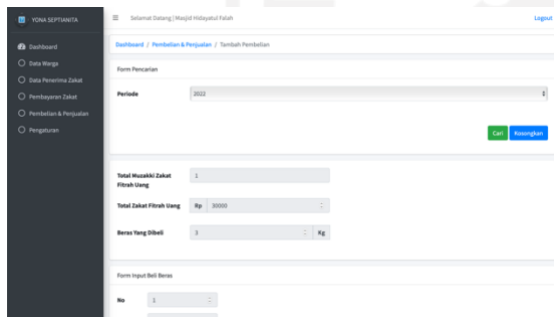 YONA SEPTIANITA
Selamat Datang | Masjid Hidayatul Falah
Logout
Dashboard
Data Warga
Data Penerima Zakat
Pembayaran Zakat
Pembelian & Penjualan
Pengaturan
Dashboard / Pembelian & Penjualan / Tambah Pembelian
Form Pencarian
Periode
2022
Cari
Kosongkan
Total Muzakki Zakat
Fitrah Uang
1
Total Zakat Fitrah Uang
Rp
30000
Beras Yang Dibeli
3
Kg
Form Input Beli Beras
No
1